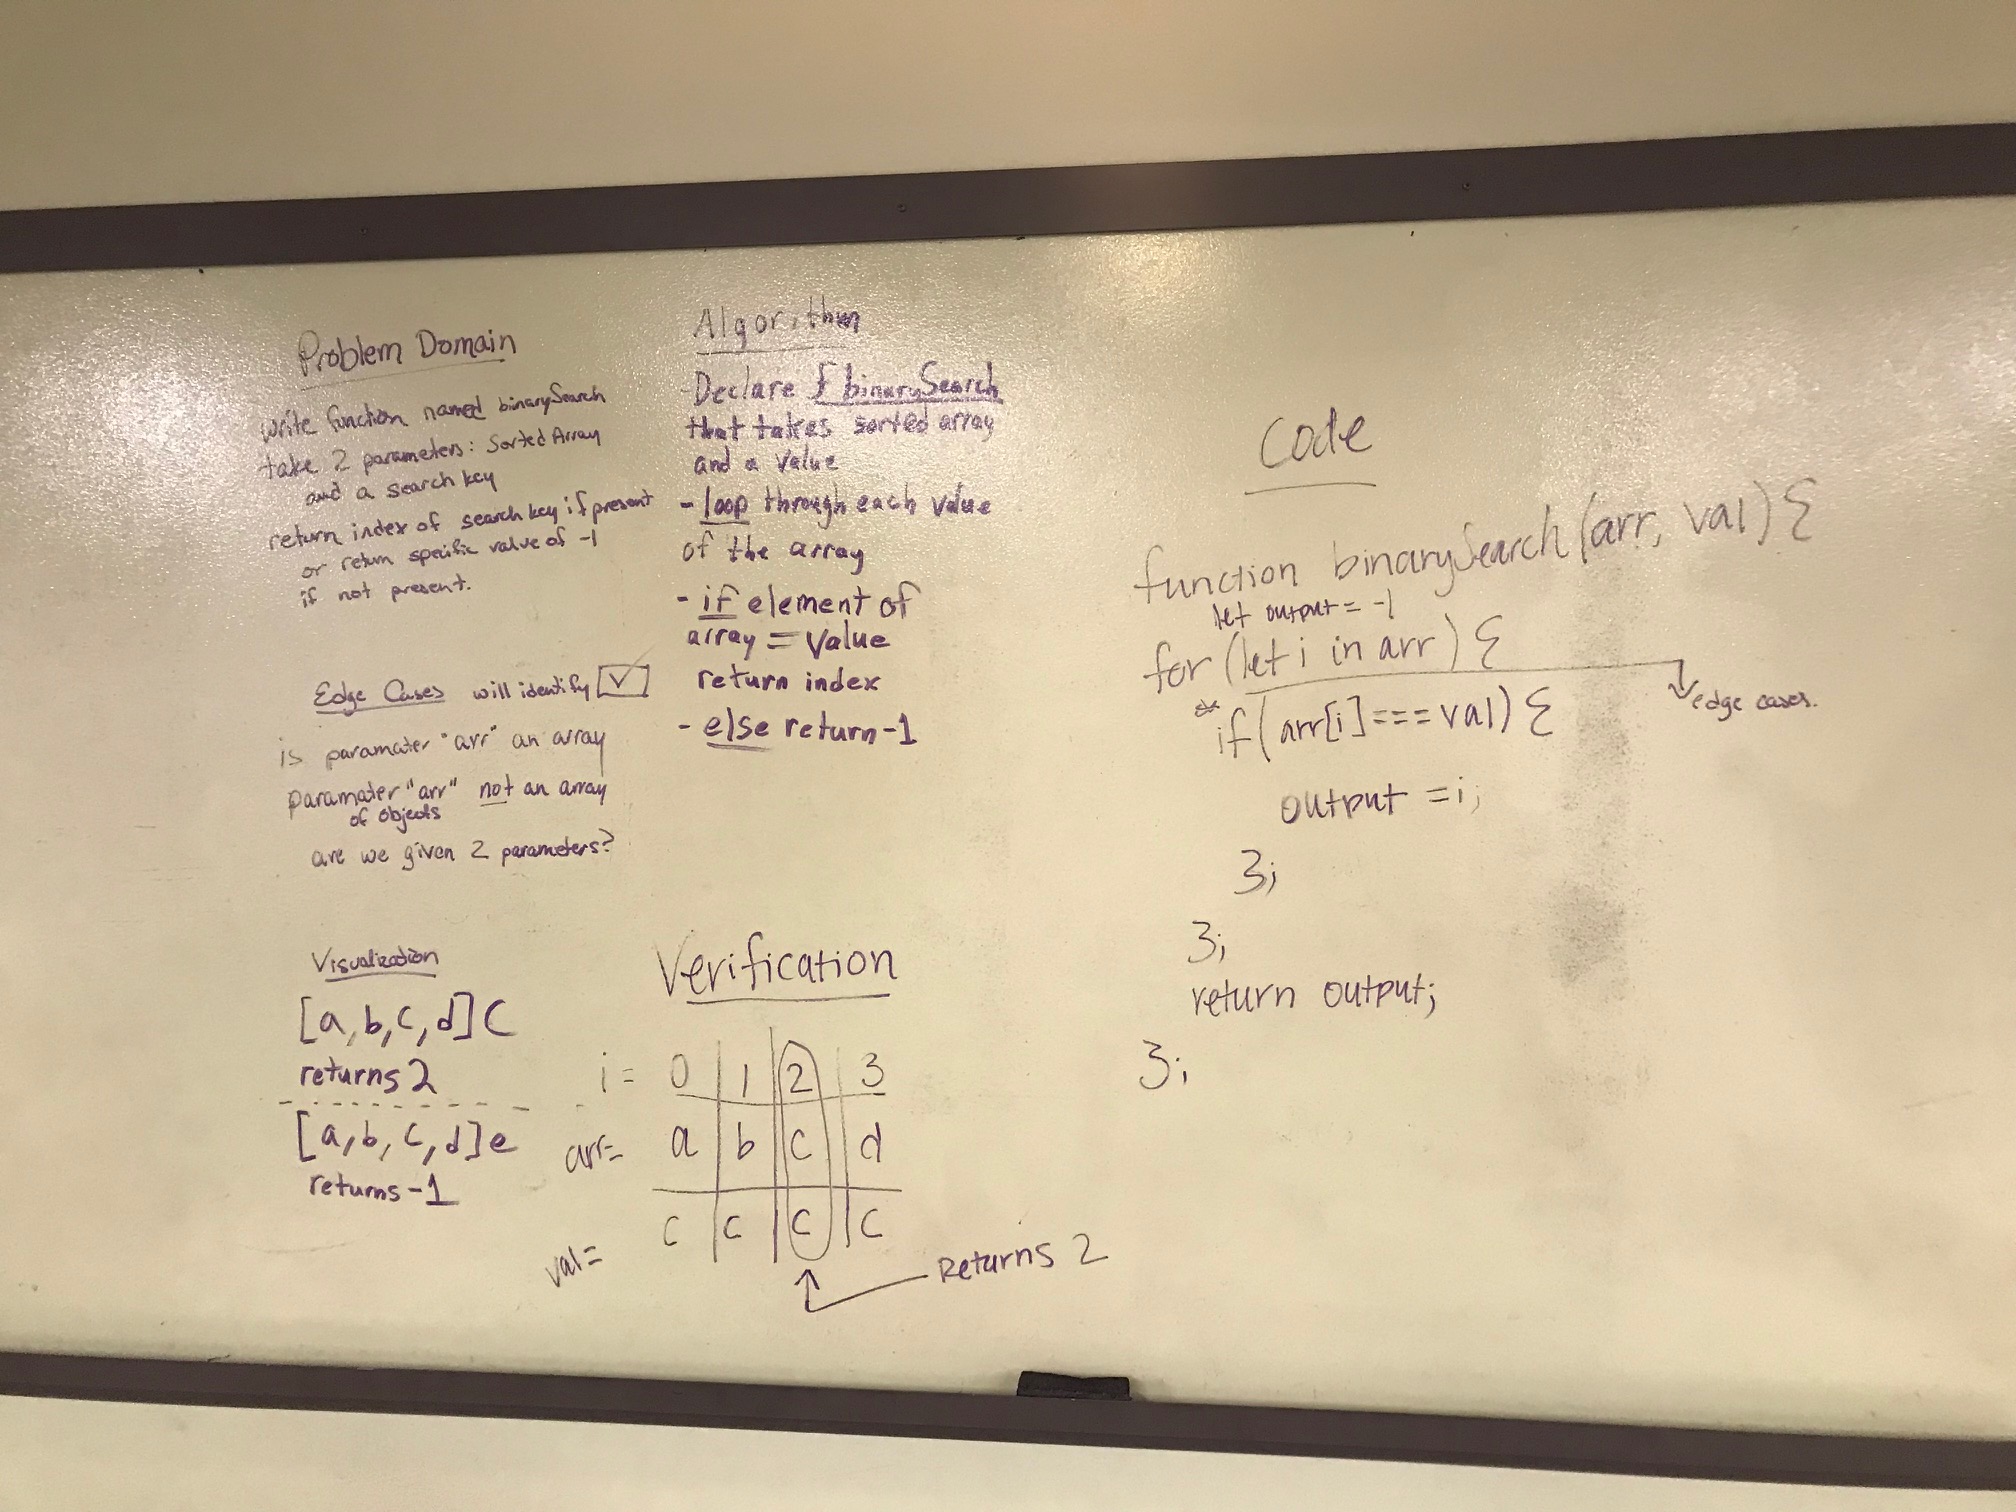 Problem Domain
write function named binarySearch
take 2 parameters: Sorted Array
and a search key
return index of search key if present
or return specific value of -1
if not present.
Edge Cases will identify
is paramater "arr" an array
paramater "arr" not an array
of objects
are we given 2 parameters?
Visualization
[a, b, c, d] C
returns 2
[a, b, c, d] e
returns -1
Algorithm
- Declare f binarySearch
that takes sorted array
and a value
- loop through each value
of the array
- if element of
array = value
return index
- else return -1
Verification
i = 0 1 2 3
arr= a b c d
val= c c c c
Returns 2
Code
function binarySearch (arr, val) {
let output = -1
for (let i in arr) {
edge cases.
if (arr[i] === val) {
output = i;
};
};
return output;
};